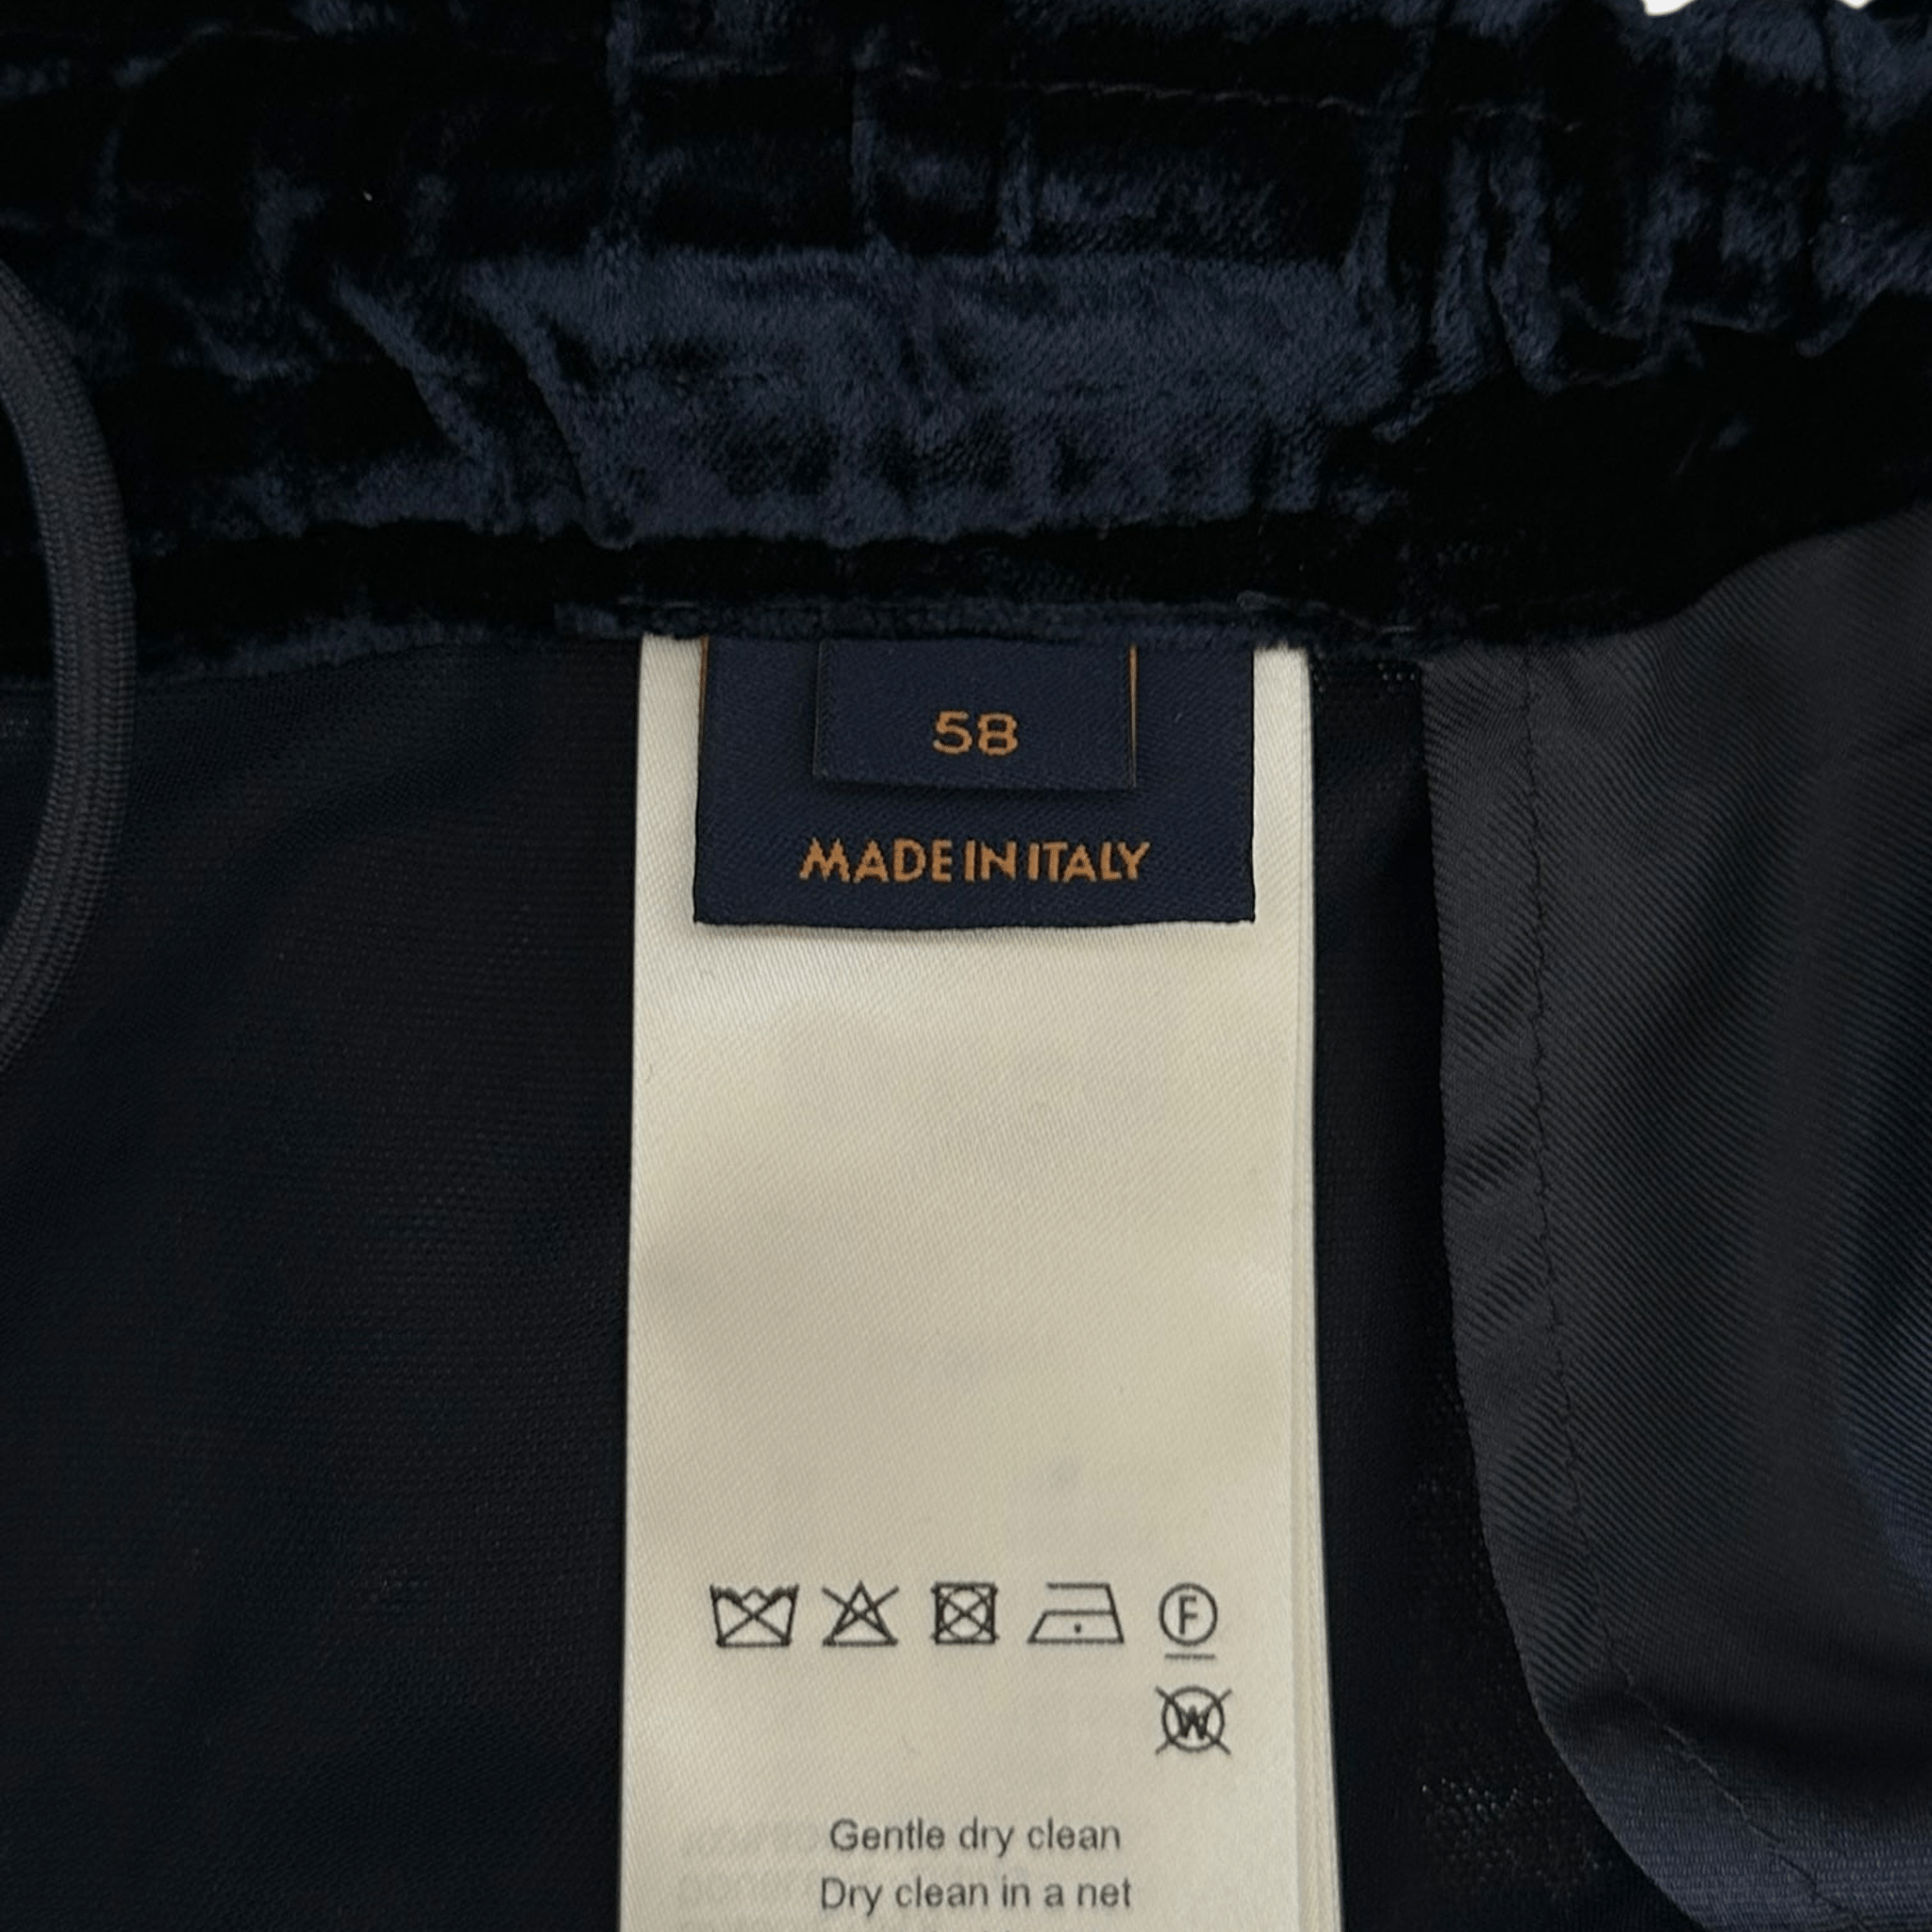 58
MADE IN ITALY
F
W
Gentle dry clean
Dry clean in a net